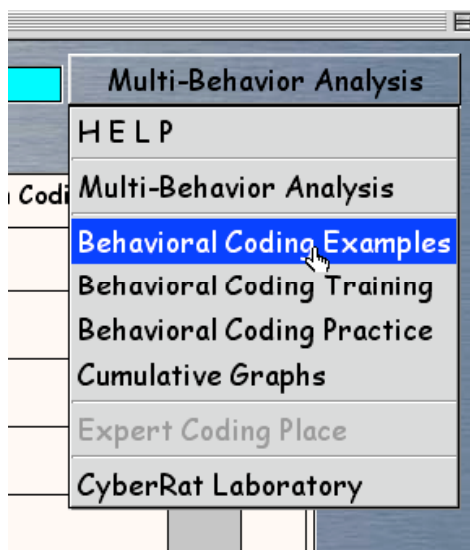 Multi-Behavior Analysis
H E L P
Codi
Multi-Behavior Analysis
Behavioral Coding Examples
Behavioral Coding Training
Behavioral Coding Practice
Cumulative Graphs
Expert Coding Place
CyberRat Laboratory